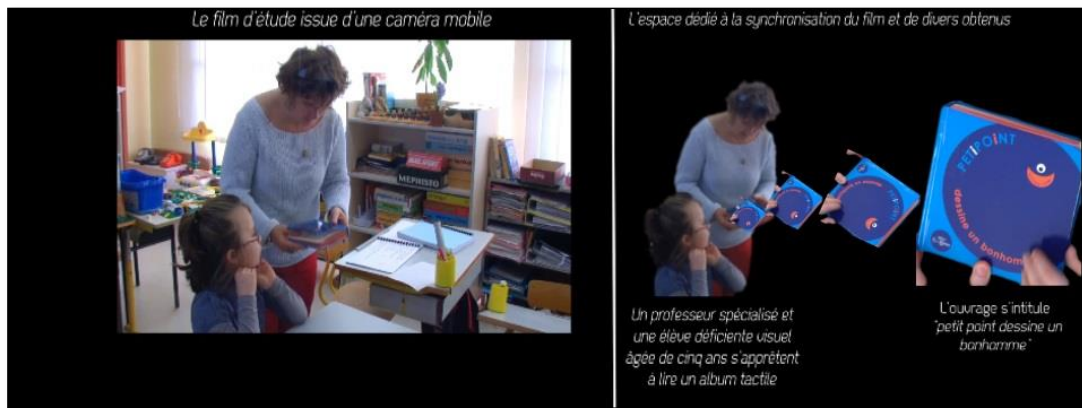 Le film d'étude issue d'une caméra mobile
L'espace dédié à la synchronisation du film et de divers obtenus
MEPHISTO
PETIPOINT
dessine un bonhomme
Un professeur spécialisé et
une élève déficiente visuel
âgée de cinq ans s'apprêtent
à lire un album tactile
L'ouvrage s'intitule
"petit point dessine un
bonhomme"